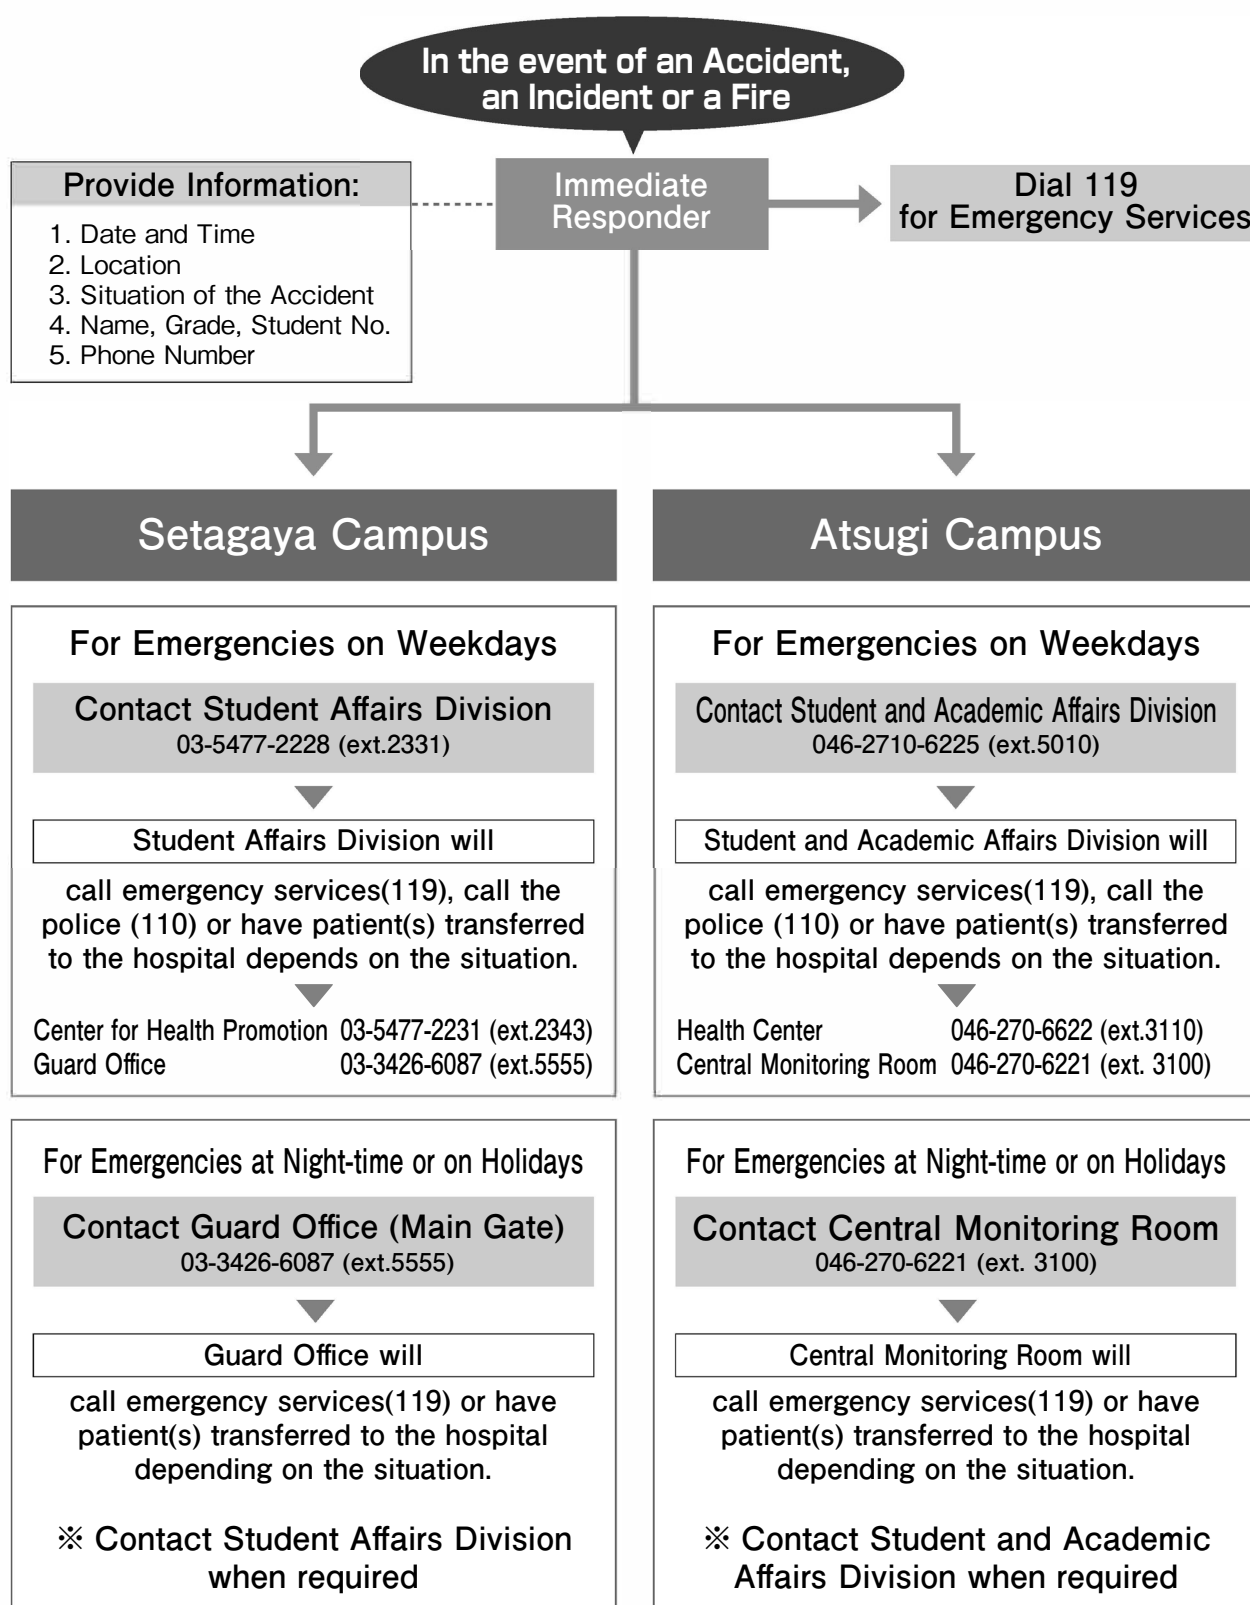 In the event of an Accident,
an Incident or a Fire
Provide Information:
1. Date and Time
2. Location
3. Situation of the Accident
4. Name, Grade, Student No.
5. Phone Number
Immediate
Responder
Dial 119
for Emergency Services
Setagaya Campus
For Emergencies on Weekdays
Contact Student Affairs Division
03-5477-2228 (ext.2331)
Student Affairs Division will
call emergency services(119), call the
police (110) or have patient(s) transferred
to the hospital depends on the situation.
Center for Health Promotion 03-5477-2231 (ext.2343)
Guard Office 03-3426-6087 (ext.5555)
For Emergencies at Night-time or on Holidays
Contact Guard Office (Main Gate)
03-3426-6087 (ext.5555)
Guard Office will
call emergency services(119) or have
patient(s) transferred to the hospital
depending on the situation.
※ Contact Student Affairs Division
when required
Atsugi Campus
For Emergencies on Weekdays
Contact Student and Academic Affairs Division
046-2710-6225 (ext.5010)
Student and Academic Affairs Division will
call emergency services(119), call the
police (110) or have patient(s) transferred
to the hospital depends on the situation.
Health Center 046-270-6622 (ext.3110)
Central Monitoring Room 046-270-6221 (ext. 3100)
For Emergencies at Night-time or on Holidays
Contact Central Monitoring Room
046-270-6221 (ext. 3100)
Central Monitoring Room will
call emergency services(119) or have
patient(s) transferred to the hospital
depending on the situation.
※ Contact Student and Academic
Affairs Division when required